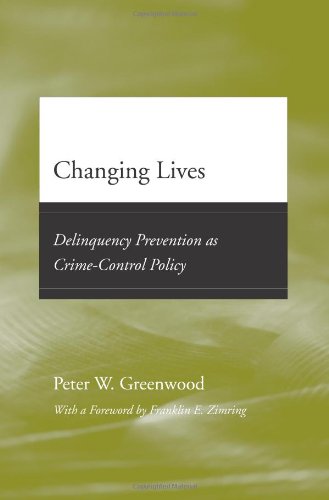 Changing Lives
Delinquency Prevention as
Crime-Control Policy
Peter W. Greenwood
With a Foreword by Franklin E. Zimring